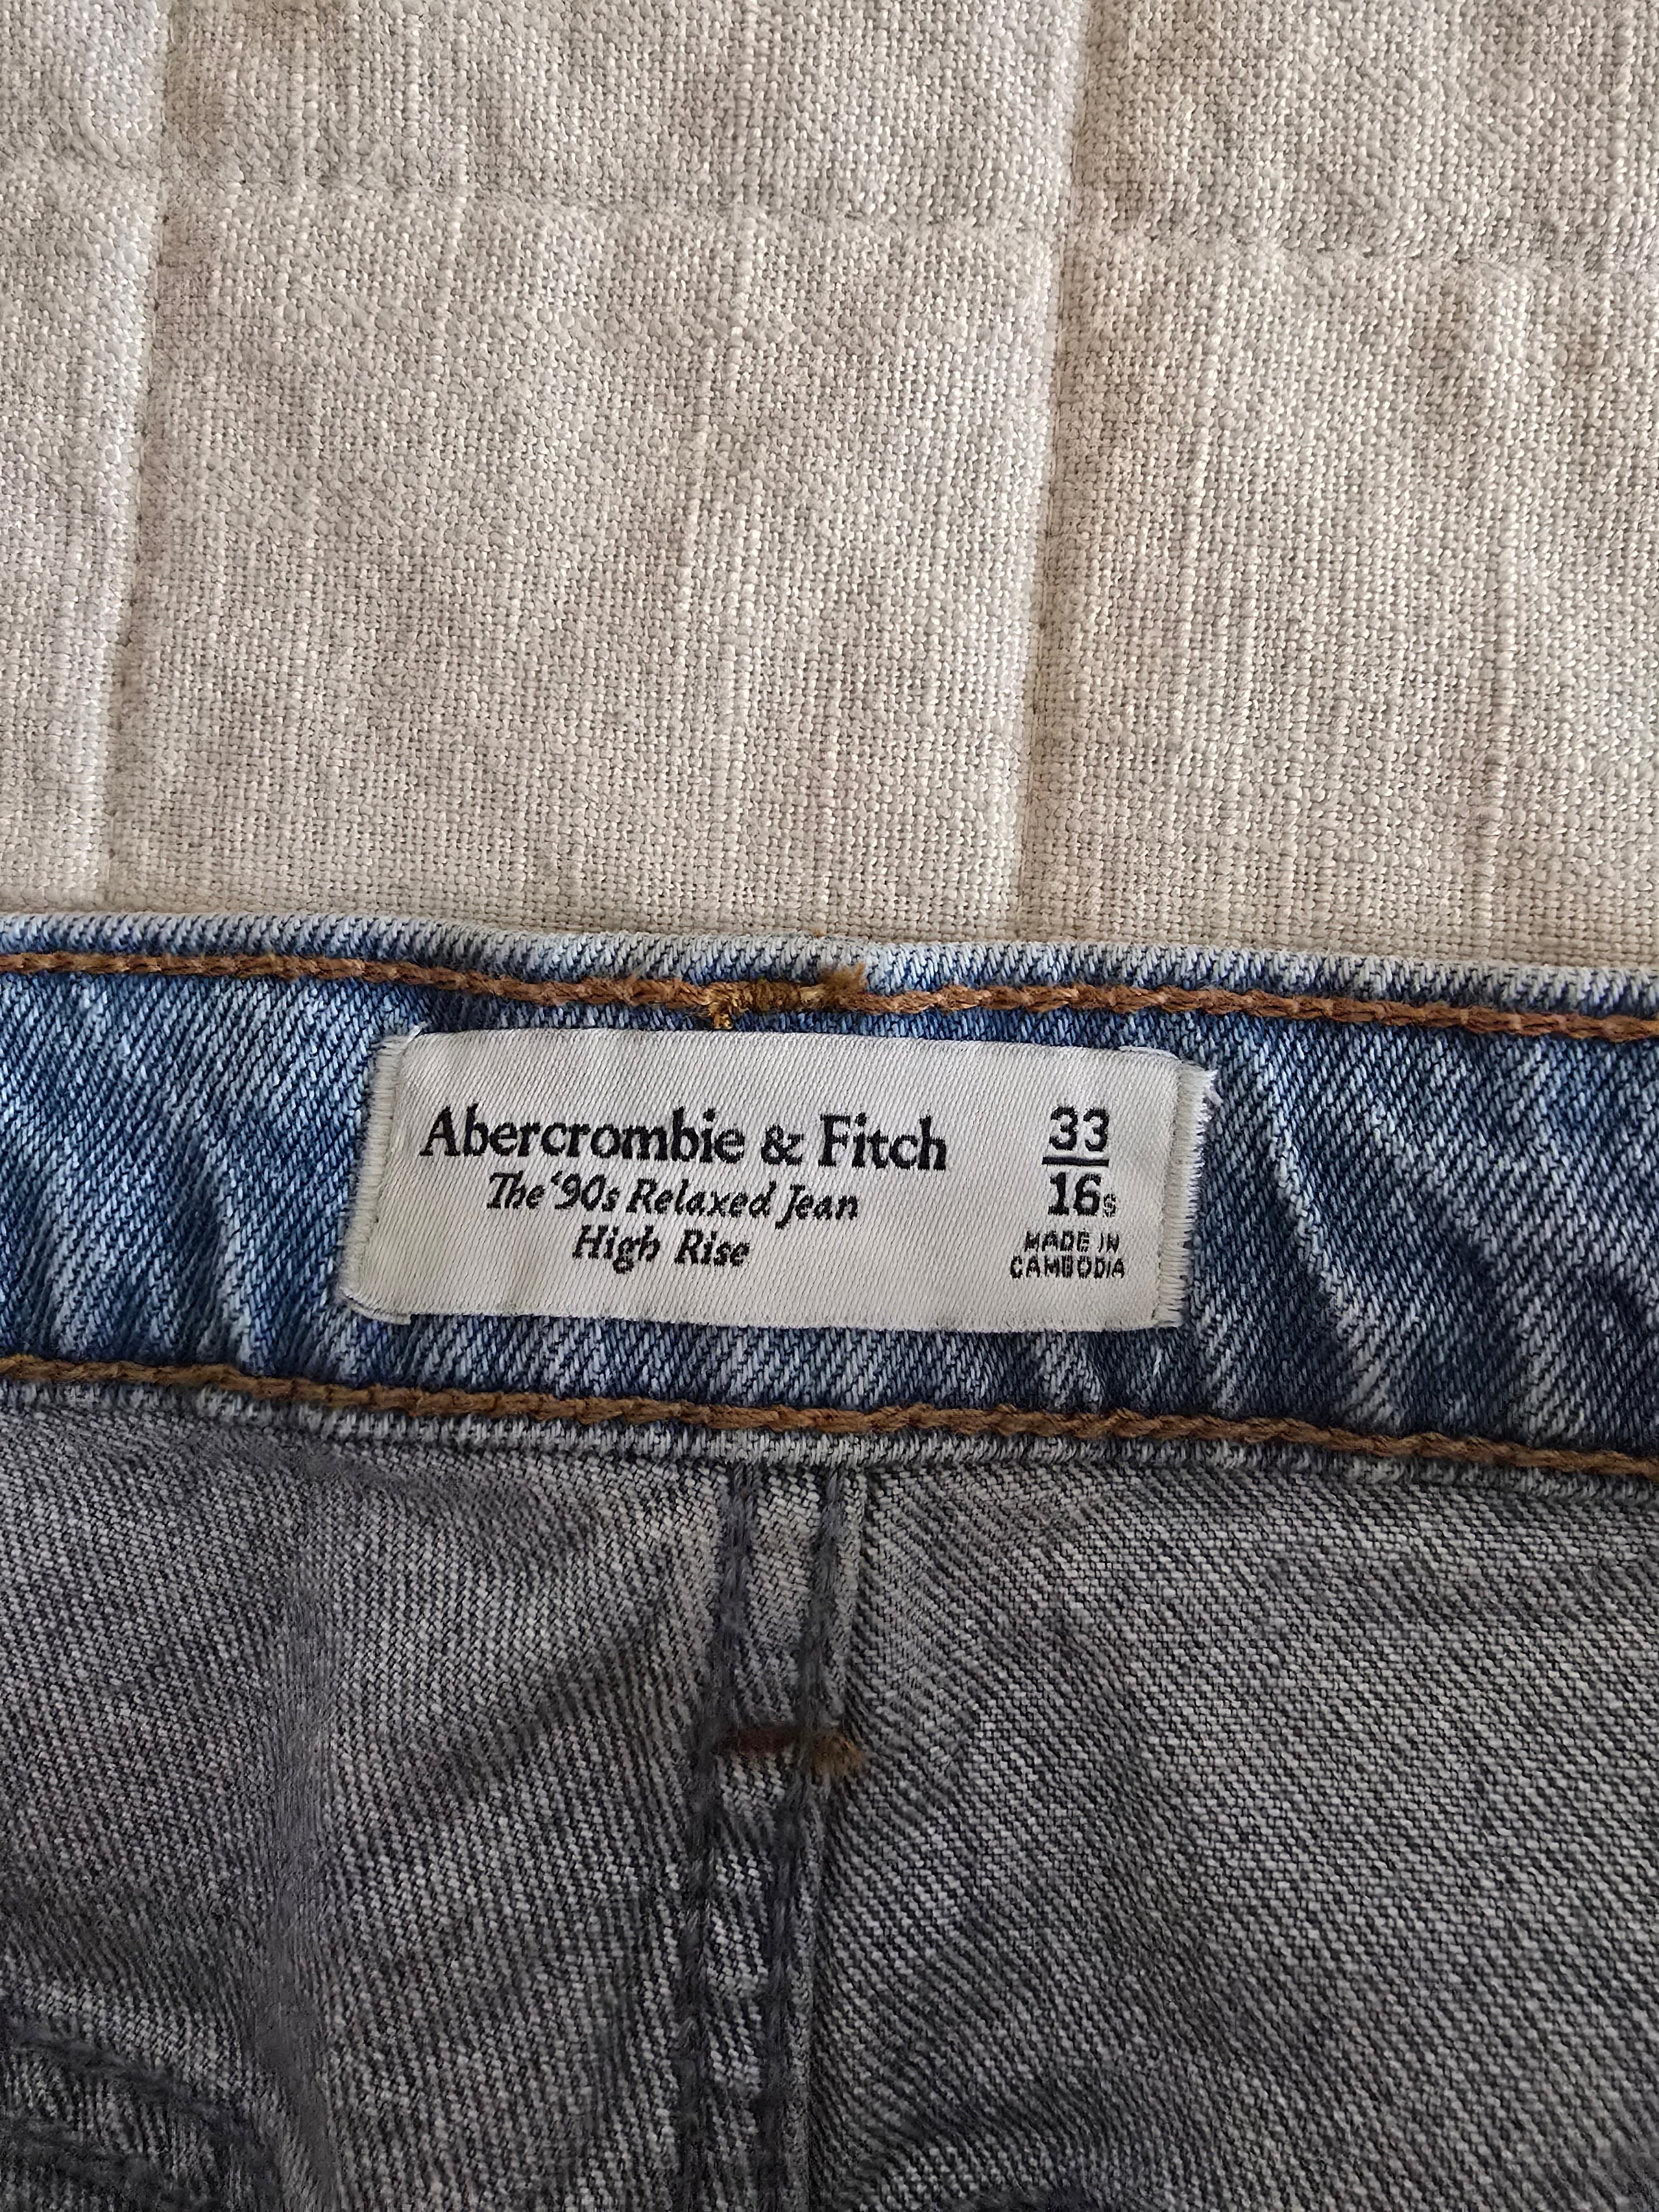 Abercrombie & Fitch
The '90s Relaxed Jean
High Rise
33
16s
MADE IN
CAMBODIA